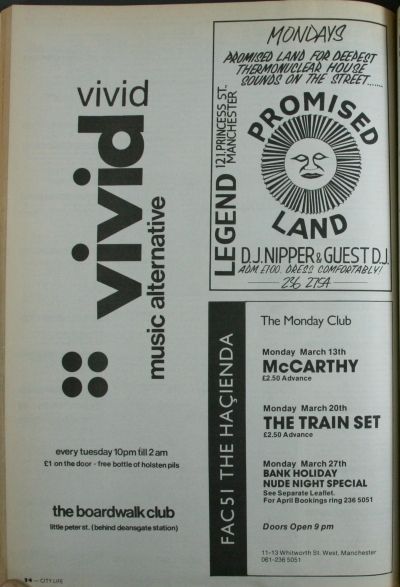 vivid
vivid
music alternative
every tuesday 10pm till 2am
£1 on the door - free bottle of holsten pils
the boardwalk club
little peter st. (behind deansgate station)
34 — CITY LIFE
MONDAYS
PROMISED LAND FOR DEEPEST
THERMONUCLEAR HOUSE
SOUNDS ON THE STREET.......
LEGEND 121 PRINCESS ST.
MANCHESTER
PROMISED
LAND
D.J. NIPPER & GUEST D.J.
ADM. £1.00. DRESS COMFORTABLY!
236 2754
FAC51 THE HAÇIENDA
The Monday Club
Monday March 13th
McCARTHY
£2.50 Advance
Monday March 20th
THE TRAIN SET
£2.50 Advance
Monday March 27th
BANK HOLIDAY
NUDE NIGHT SPECIAL
See Separate Leaflet.
For April Bookings ring 236 5051
Doors Open 9 pm
11-13 Whitworth St. West, Manchester
061-236 5051